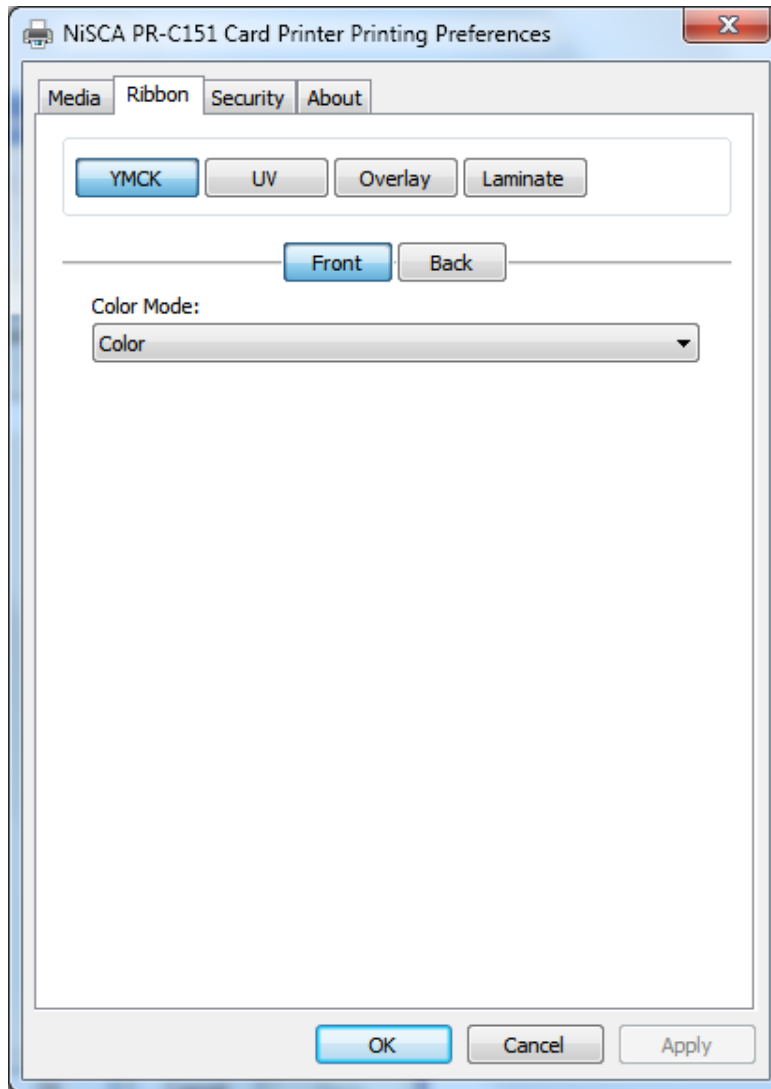 NiSCA PR-C151 Card Printer Printing Preferences
Media Ribbon Security About
YMCK UV Overlay Laminate
Front Back
Color Mode:
Color
OK Cancel Apply